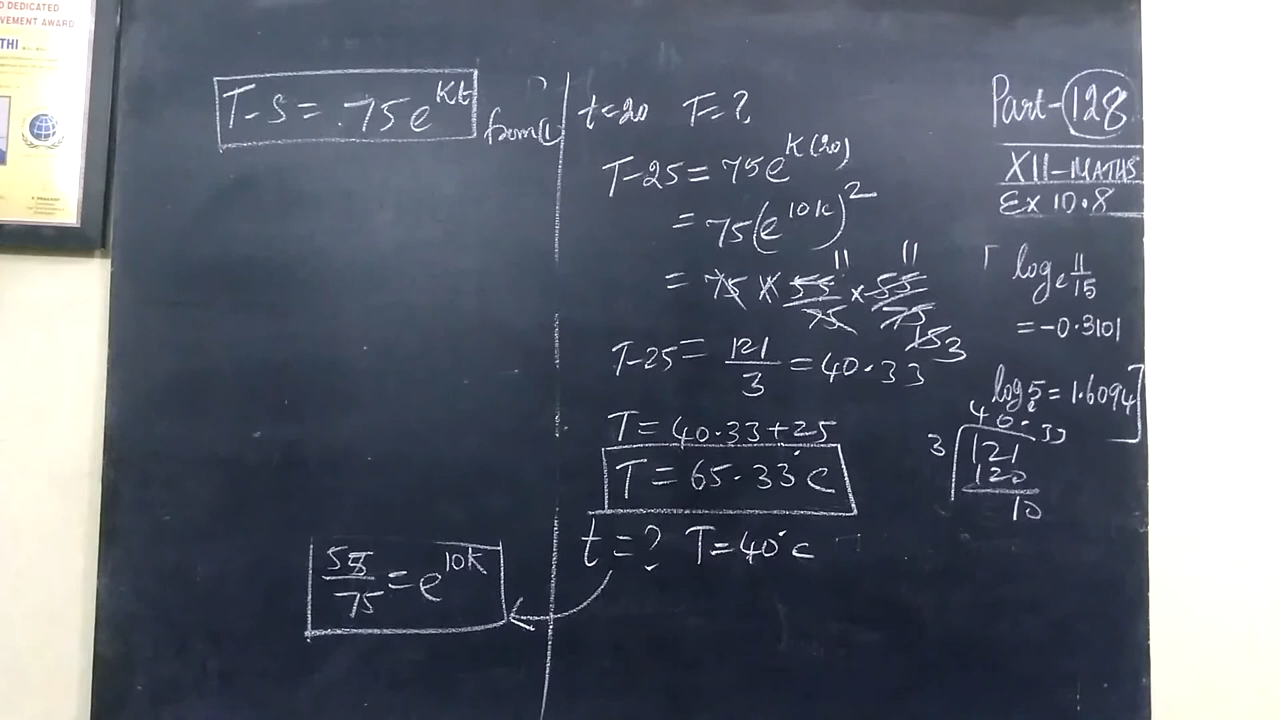 D DEDICATED
VEMENT AWARD
THI
T-S = 75e^{Kt}
from (1
55/75 = e^{10K}
t=20 T=?
T-25 = 75e^{K(20)}
= 75(e^{10K})^2
= 75 × 55/75 × 55/75
11 11
15 3
T-25 = 121/3 = 40.33
T = 40.33+25
T = 65.33°C
t = ? T=40°C
Part-128
XII-MATHS
Ex 10.8
[ log_e 11/15
= -0.3101
log_e 5 = 1.6094 ]
40.33
3 121
120
10